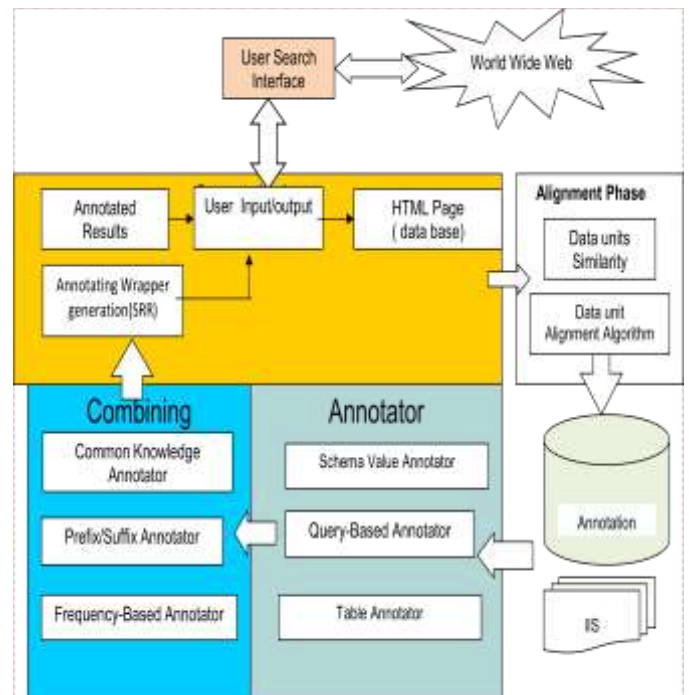 User Search
Interface
World Wide Web
Annotated
Results
User Input/output
HTML Page
( data base)
Annotating Wrapper
generation(SRR)
Alignment Phase
Data units
Similarity
Data unit
Alignment Algorithm
Combining
Common Knowledge
Annotator
Prefix/Suffix Annotator
Frequency-Based Annotator
Annotator
Schema Value Annotator
Query-Based Annotator
Table Annotator
Annotation
IIS